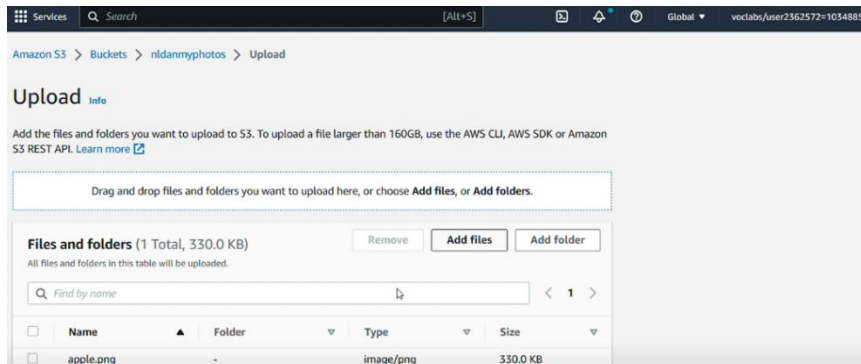 Services Search [Alt+S] Global voclabs/user2362572=1034885
Amazon S3 > Buckets > nldanmyphotos > Upload
Upload Info
Add the files and folders you want to upload to S3. To upload a file larger than 160GB, use the AWS CLI, AWS SDK or Amazon
S3 REST API. Learn more
Drag and drop files and folders you want to upload here, or choose Add files, or Add folders.
Files and folders (1 Total, 330.0 KB) Remove Add files Add folder
All files and folders in this table will be uploaded.
Find by name < 1 >
Name Folder Type Size
apple.png - image/png 330.0 KB